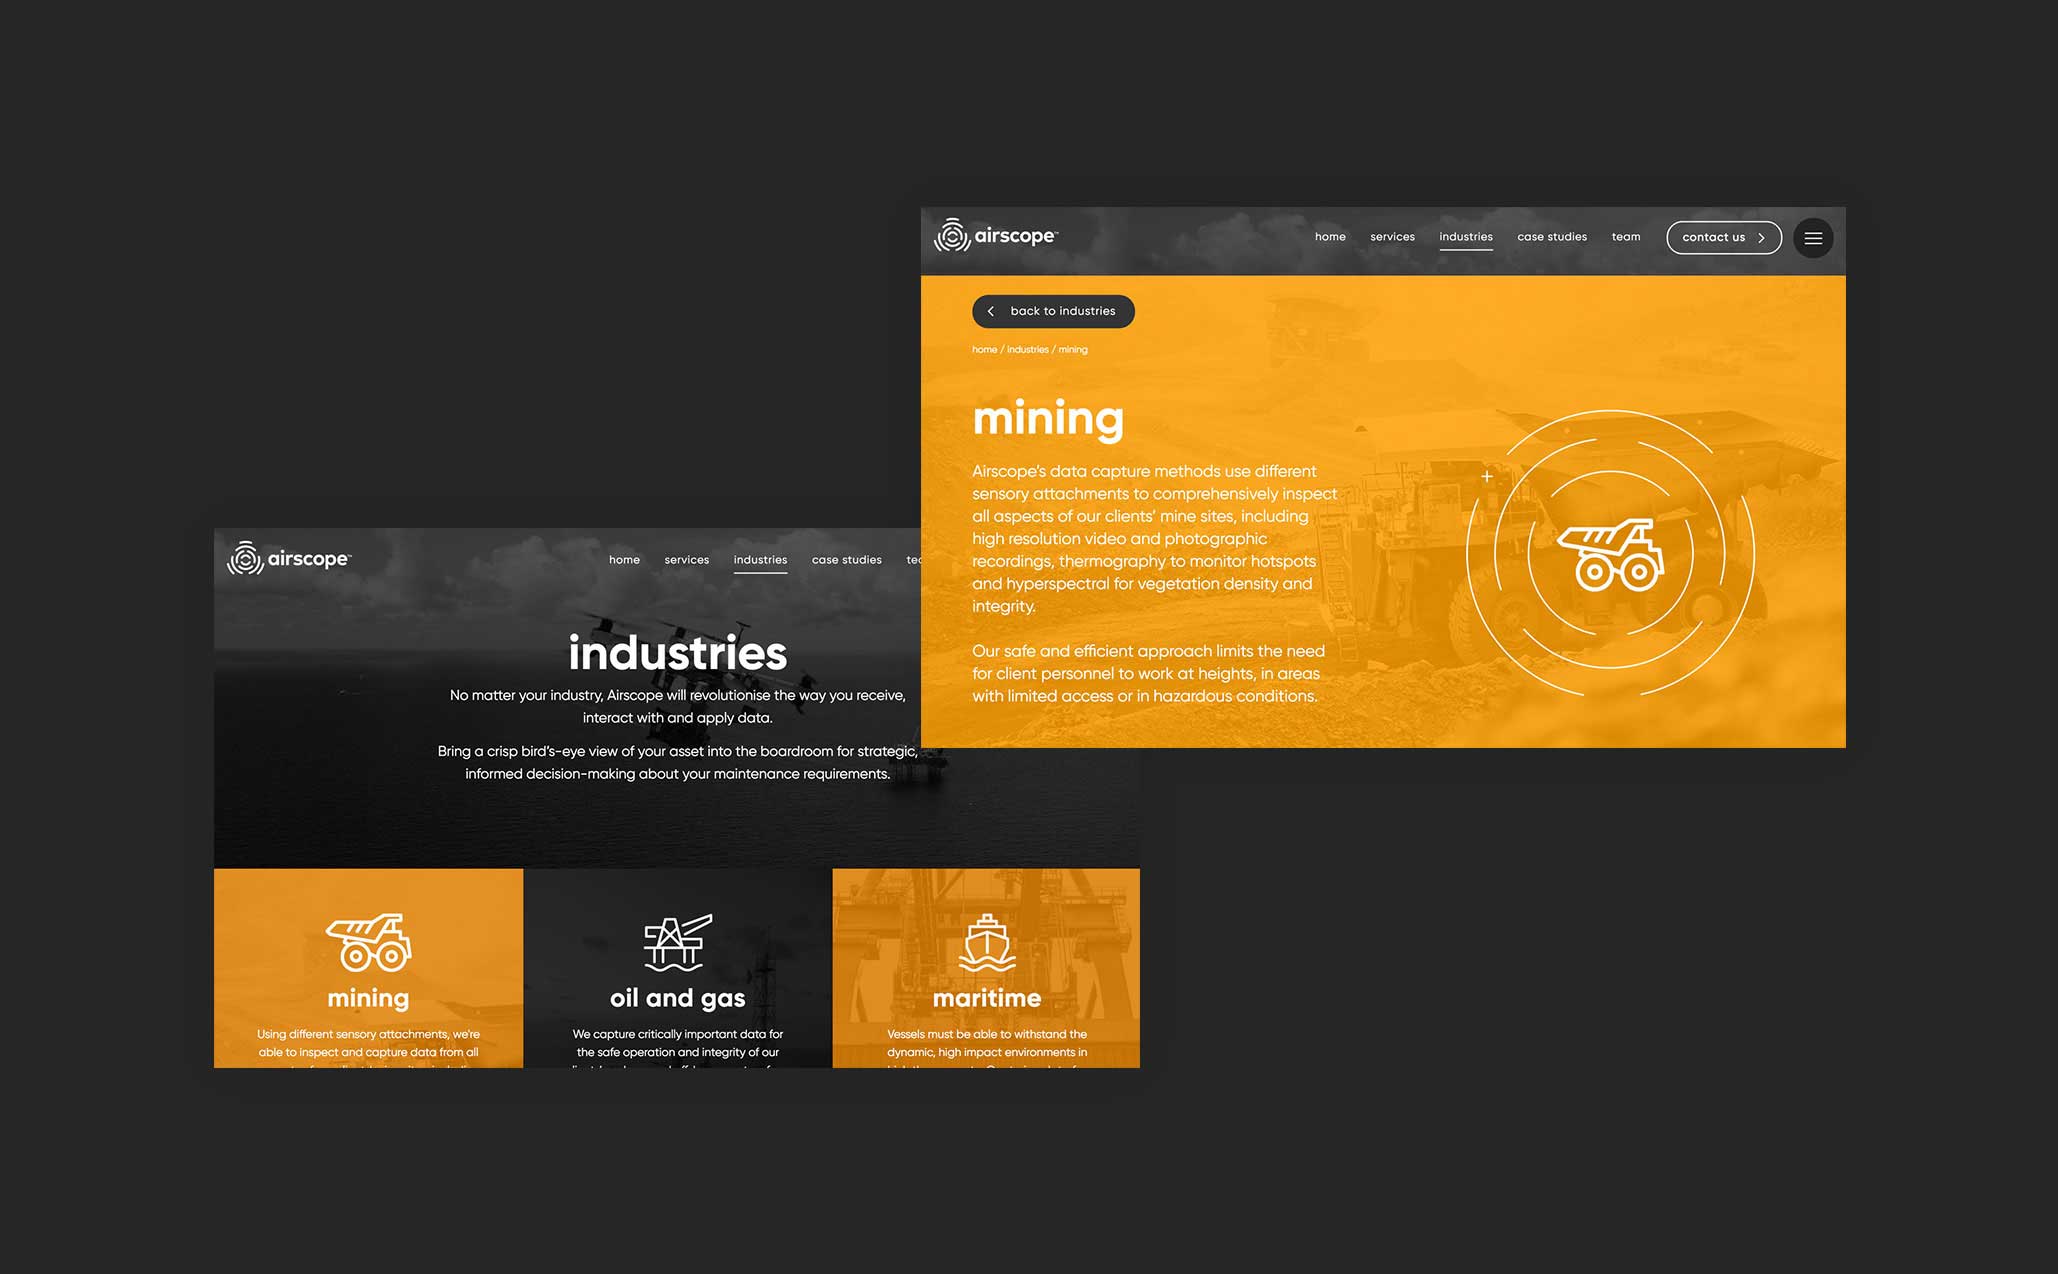 airscope™
home services industries case studies team contact us
back to industries
home / industries / mining
mining
Airscope's data capture methods use different
sensory attachments to comprehensively inspect
all aspects of our clients' mine sites, including
high resolution video and photographic
recordings, thermography to monitor hotspots
and hyperspectral for vegetation density and
integrity.
Our safe and efficient approach limits the need
for client personnel to work at heights, in areas
with limited access or in hazardous conditions.
airscope™
home services industries case studies
industries
No matter your industry, Airscope will revolutionise the way you receive,
interact with and apply data.
Bring a crisp bird's-eye view of your asset into the boardroom for strategic,
informed decision-making about your maintenance requirements.
mining
Using different sensory attachments, we're
able to inspect and capture data from all
oil and gas
We capture critically important data for
the safe operation and integrity of our
maritime
Vessels must be able to withstand the
dynamic, high impact environments in